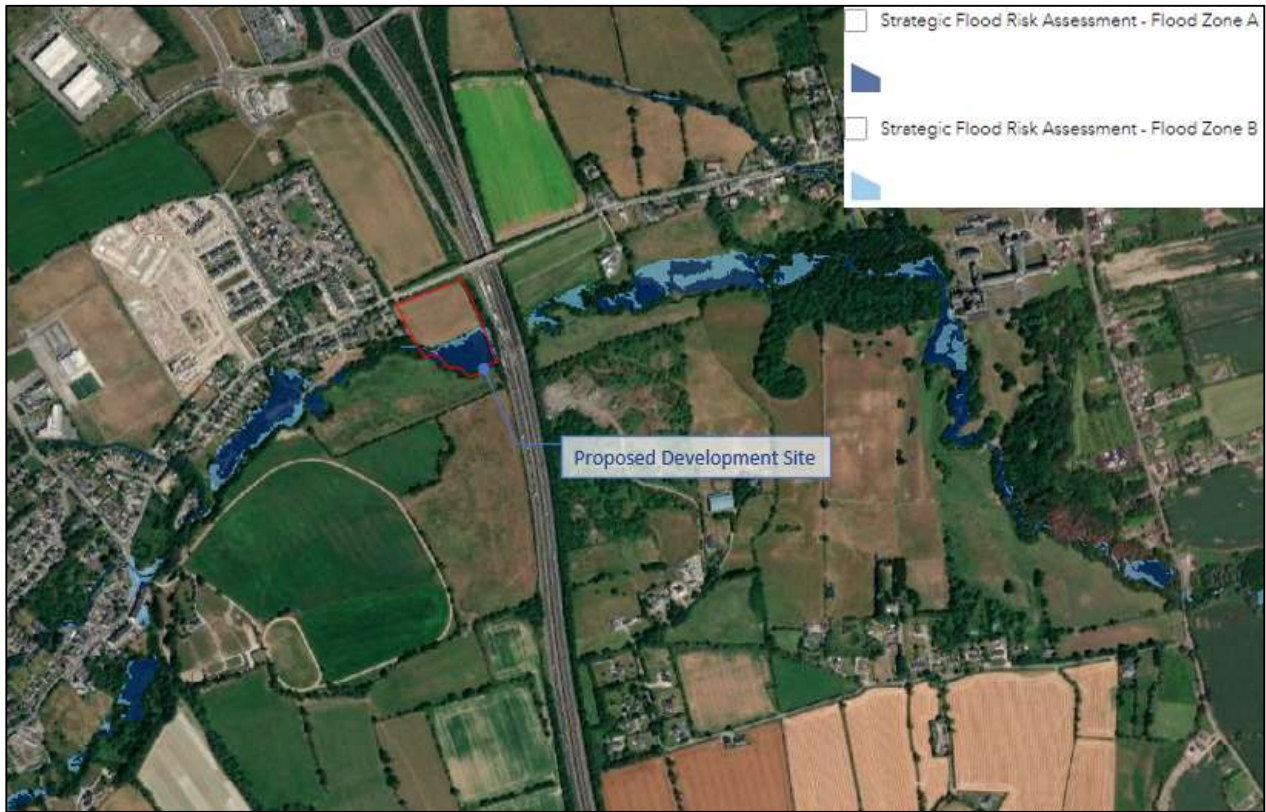 Strategic Flood Risk Assessment - Flood Zone A
Strategic Flood Risk Assessment - Flood Zone B
Proposed Development Site